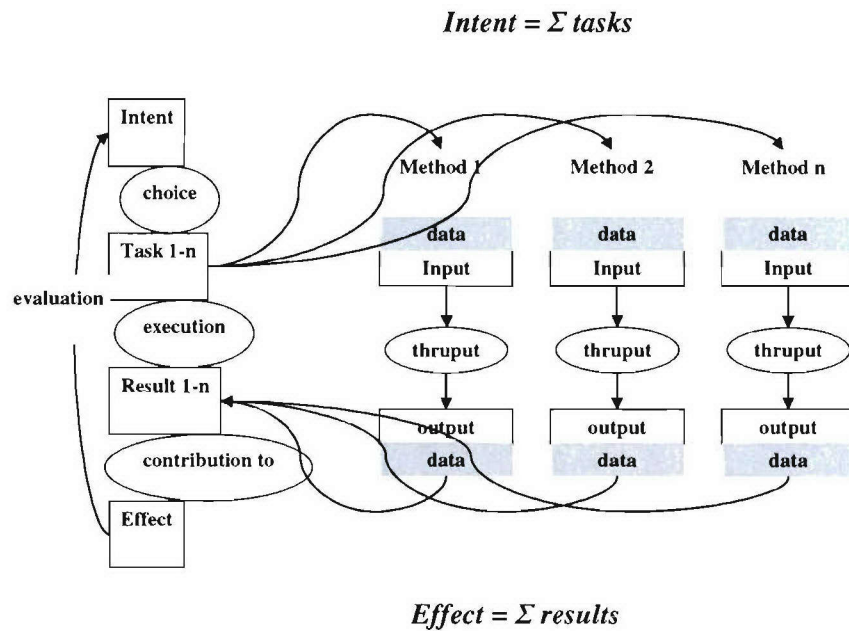 Intent = Σ tasks
Intent
choice
Task 1-n
evaluation
execution
Result 1-n
contribution to
Effect
Method 1
Method 2
Method n
data
data
data
Input
Input
Input
thruput
thruput
thruput
output
output
output
data
data
data
Effect = Σ results